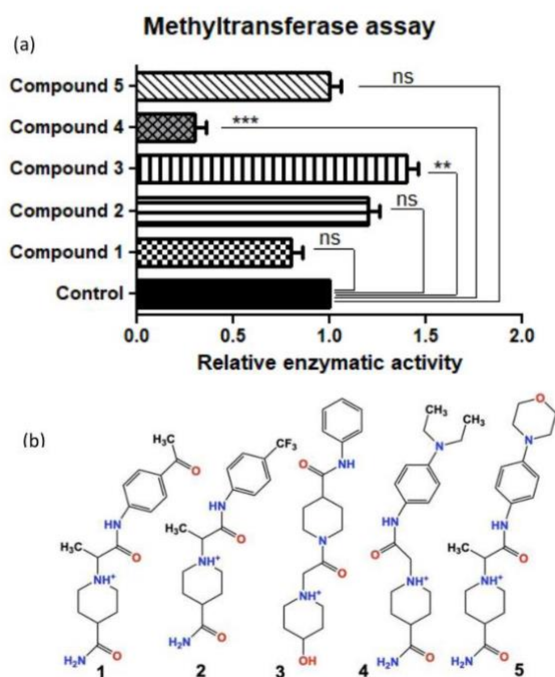 Methyltransferase assay
(a)
Compound 5
ns
Compound 4
***
Compound 3
**
Compound 2
ns
Compound 1
ns
Control
0.0 0.5 1.0 1.5 2.0
Relative enzymatic activity
(b)
H₃C
O
HN
H₃C
O
NH⁺
H₂N
O
1
CF₃
HN
H₃C
O
NH⁺
H₂N
O
2
O
NH
N
O
NH⁺
OH
3
H₃C
CH₃
N
HN
O
NH⁺
H₂N
O
4
O
N
HN
H₃C
O
NH⁺
H₂N
O
5